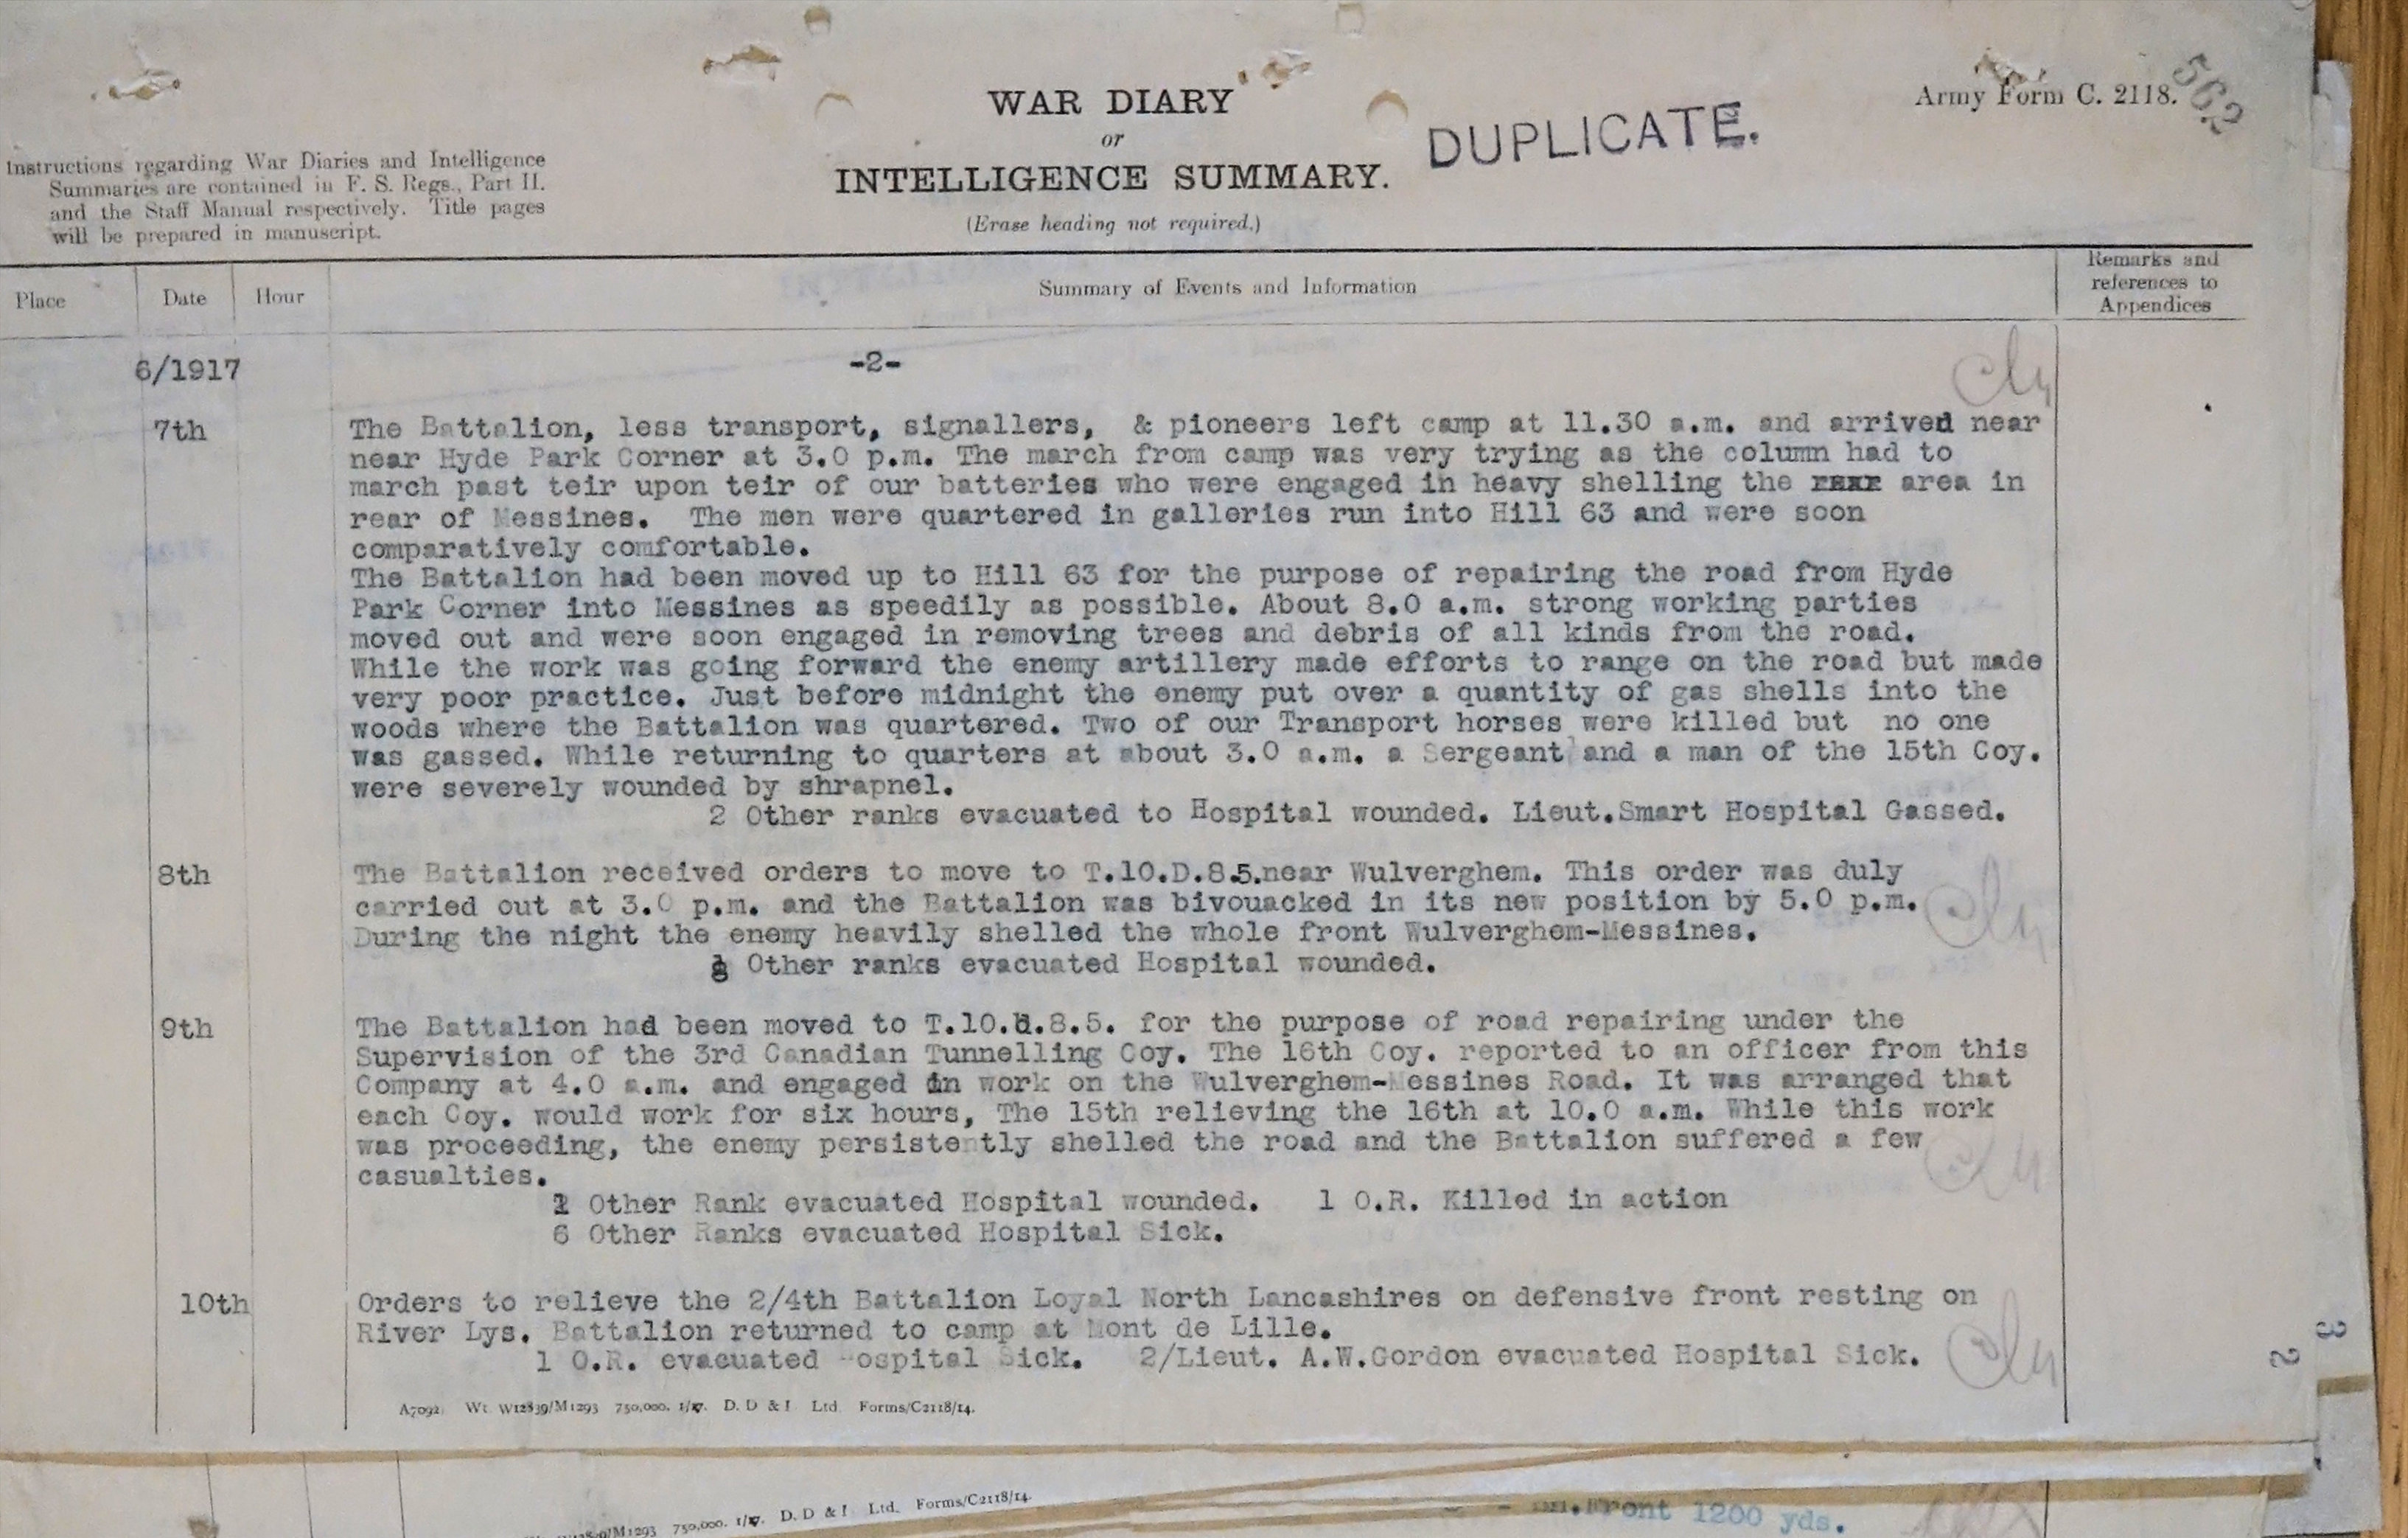 Army Form C. 2118.
562
WAR DIARY
or
INTELLIGENCE SUMMARY.
DUPLICATE.
(Erase heading not required.)
Instructions regarding War Diaries and Intelligence
Summaries are contained in F. S. Regs., Part II.
and the Staff Manual respectively. Title pages
will be prepared in manuscript.
Place Date Hour Summary of Events and Information Remarks and
references to
Appendices
6/1917 -2-
7th The Battalion, less transport, signallers, & pioneers left camp at 11.30 a.m. and arrived near
near Hyde Park Corner at 3.0 p.m. The march from camp was very trying as the column had to
march past teir upon teir of our batteries who were engaged in heavy shelling the area in
rear of Messines. The men were quartered in galleries run into Hill 63 and were soon
comparatively comfortable.
The Battalion had been moved up to Hill 63 for the purpose of repairing the road from Hyde
Park Corner into Messines as speedily as possible. About 8.0 a.m. strong working parties
moved out and were soon engaged in removing trees and debris of all kinds from the road.
While the work was going forward the enemy artillery made efforts to range on the road but made
very poor practice. Just before midnight the enemy put over a quantity of gas shells into the
woods where the Battalion was quartered. Two of our Transport horses were killed but no one
was gassed. While returning to quarters at about 3.0 a.m. a Sergeant and a man of the 15th Coy.
were severely wounded by shrapnel.
2 Other ranks evacuated to Hospital wounded. Lieut.Smart Hospital Gassed.
8th The Battalion received orders to move to T.10.D.8.5.near Wulverghem. This order was duly
carried out at 3.0 p.m. and the Battalion was bivouacked in its new position by 5.0 p.m.
During the night the enemy heavily shelled the whole front Wulverghem-Messines.
Other ranks evacuated Hospital wounded.
9th The Battalion had been moved to T.10.d.8.5. for the purpose of road repairing under the
Supervision of the 3rd Canadian Tunnelling Coy. The 16th Coy. reported to an officer from this
Company at 4.0 a.m. and engaged in work on the Wulverghem-Messines Road. It was arranged that
each Coy. would work for six hours, The 15th relieving the 16th at 10.0 a.m. While this work
was proceeding, the enemy persistently shelled the road and the Battalion suffered a few
casualties.
Other Rank evacuated Hospital wounded. 1 O.R. Killed in action
6 Other Ranks evacuated Hospital Sick.
10th Orders to relieve the 2/4th Battalion Loyal North Lancashires on defensive front resting on
River Lys. Battalion returned to camp at Mont de Lille.
1 O.R. evacuated Hospital Sick. 2/Lieut. A.W.Gordon evacuated Hospital Sick.
A7092. Wt. W12839/M1293 750,000. 1/17. D. D & L Ltd. Forms/C2118/14.
3
2
/M1293 750,000. 1/17. D. D & L Ltd. Forms/C2118/14.
Front 1200 yds.